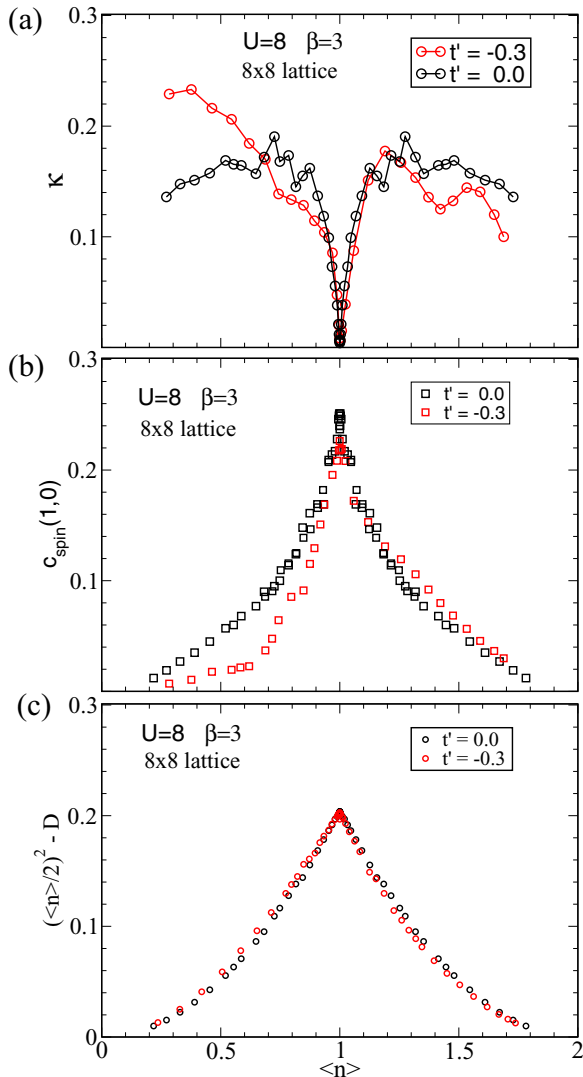 (a)
0.3
U=8 β=3
8x8 lattice
t' = -0.3
t' = 0.0
0.2
κ
0.1
(b)
0.3
U=8 β=3
8x8 lattice
t' = 0.0
t' = -0.3
0.2
c_spin(1,0)
0.1
(c)
0.3
U=8 β=3
8x8 lattice
t' = 0.0
t' = -0.3
0.2
(<n>/2)² - D
0.1
0
0 0.5 1 1.5 2
<n>